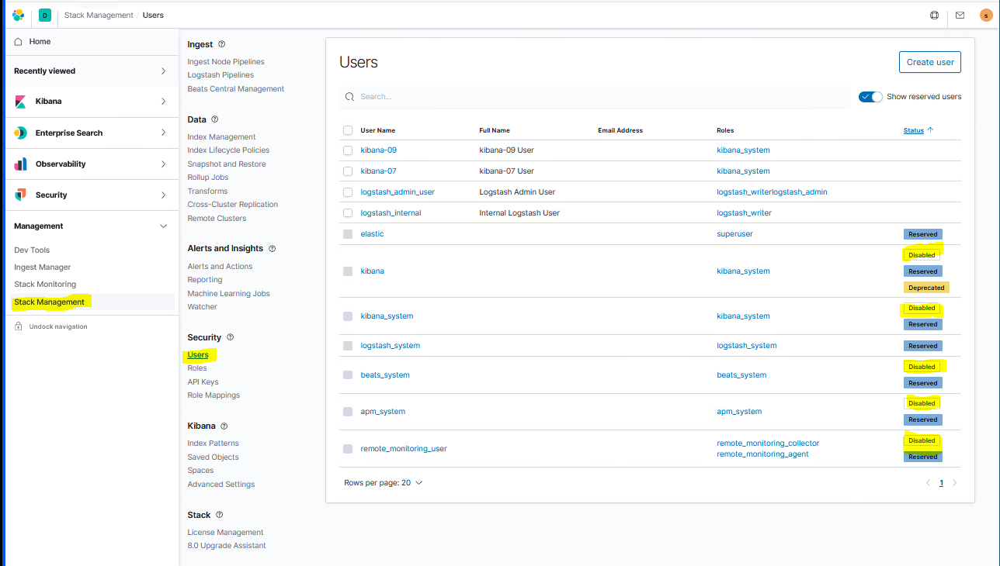 D Stack Management / Users s
Home
Recently viewed
Kibana
Enterprise Search
Observability
Security
Management
Dev Tools
Ingest Manager
Stack Monitoring
Stack Management
Undock navigation
Ingest
Ingest Node Pipelines
Logstash Pipelines
Beats Central Management
Data
Index Management
Index Lifecycle Policies
Snapshot and Restore
Rollup Jobs
Transforms
Cross-Cluster Replication
Remote Clusters
Alerts and Insights
Alerts and Actions
Reporting
Machine Learning Jobs
Watcher
Security
Users
Roles
API Keys
Role Mappings
Kibana
Index Patterns
Saved Objects
Spaces
Advanced Settings
Stack
License Management
8.0 Upgrade Assistant
Users
Create user
Search...
Show reserved users
User Name Full Name Email Address Roles Status
kibana-09 kibana-09 User kibana_system
kibana-07 kibana-07 User kibana_system
logstash_admin_user Logstash Admin User logstash_writerlogstash_admin
logstash_internal Internal Logstash User logstash_writer
elastic superuser Reserved
Disabled
kibana kibana_system Reserved
Deprecated
Disabled
kibana_system kibana_system
Reserved
logstash_system logstash_system Reserved
Disabled
beats_system beats_system
Reserved
Disabled
apm_system apm_system
Reserved
Disabled
remote_monitoring_user remote_monitoring_collector
remote_monitoring_agent Reserved
Rows per page: 20 1